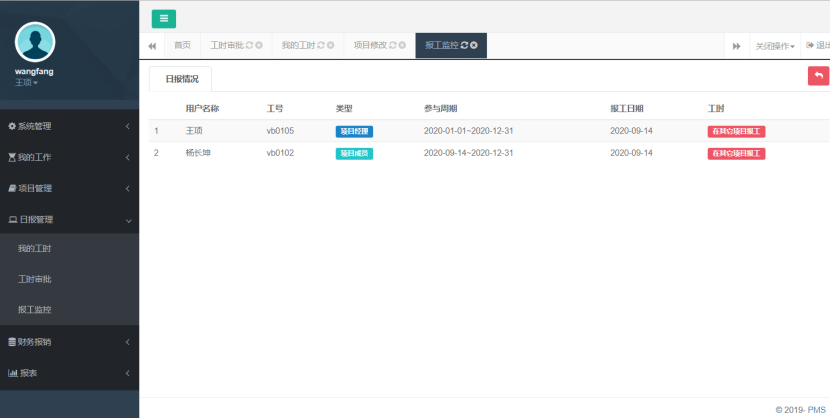 wangfang
王项
系统管理
我的工作
项目管理
日报管理
我的工时
工时审批
报工监控
财务报销
报表
首页 工时审批 我的工时 项目修改 报工监控 关闭操作 退出
日报情况
用户名称 工号 类型 参与周期 报工日期 工时
1 王项 vb0105 项目经理 2020-01-01~2020-12-31 2020-09-14 在其它项目报工
2 杨长坤 vb0102 项目成员 2020-09-14~2020-12-31 2020-09-14 在其它项目报工
© 2019- PMS